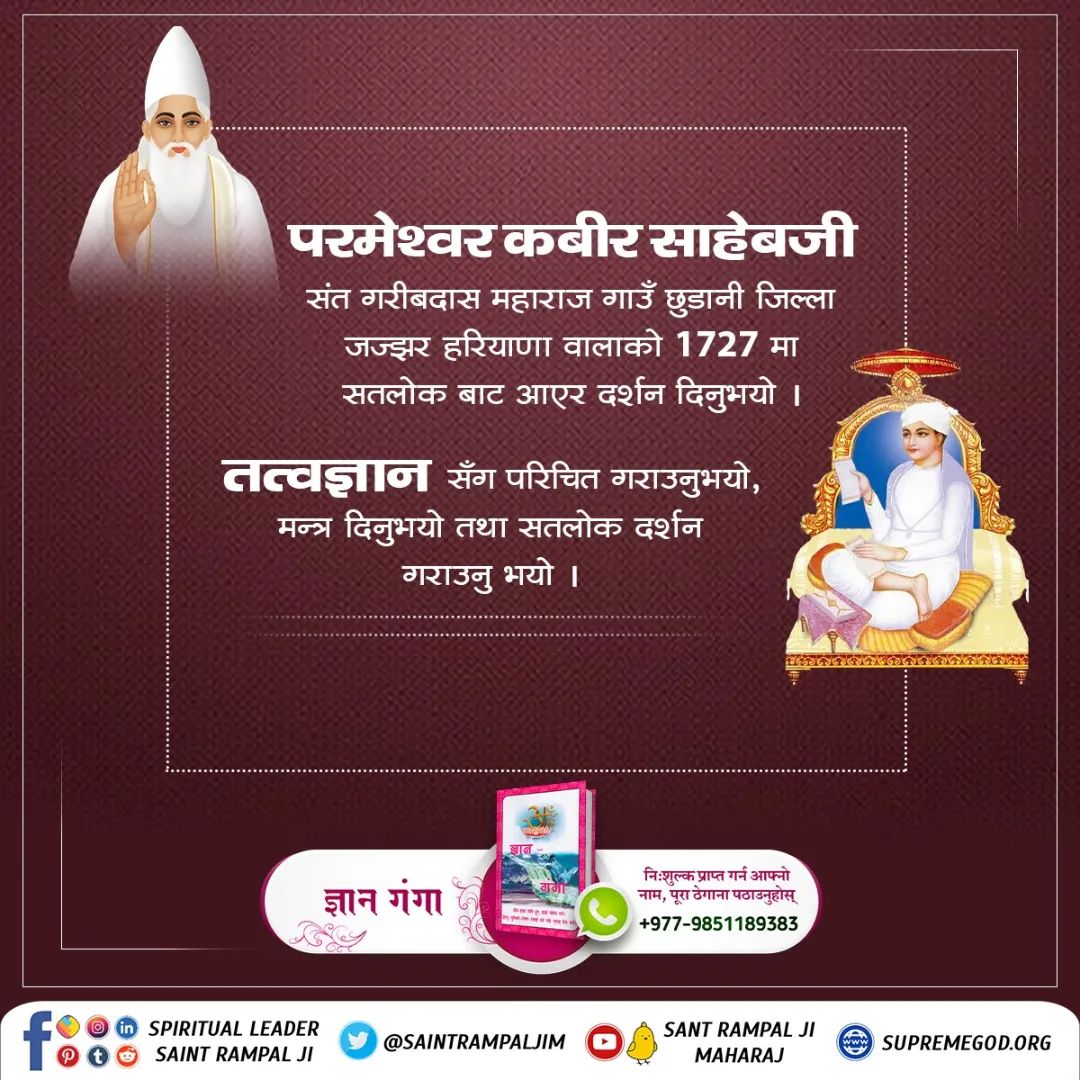 परमेश्वर कबीर साहेबजी
संत गरीबदास महाराज गाउँ छुडानी जिल्ला
जज्झर हरियाणा वालाको 1727 मा
सतलोक बाट आएर दर्शन दिनुभयो ।
तत्वज्ञान सँग परिचित गराउनुभयो,
मन्त्र दिनुभयो तथा सतलोक दर्शन
गराउनु भयो ।
ज्ञान गंगा
ज्ञान
गंगा
निःशुल्क प्राप्त गर्न आफ्नो
नाम, पूरा ठेगाना पठाउनुहोस्
+977-9851189383
SPIRITUAL LEADER
SAINT RAMPAL JI
@SAINTRAMPALJIM
SANT RAMPAL JI
MAHARAJ
SUPREMEGOD.ORG